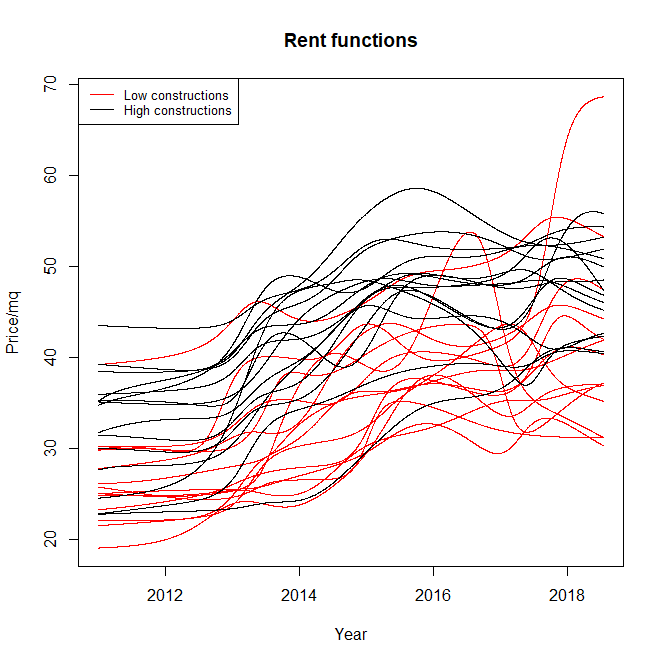 Rent functions
Low constructions
High constructions
Price/mq
70
60
50
40
30
20
2012 2014 2016 2018
Year